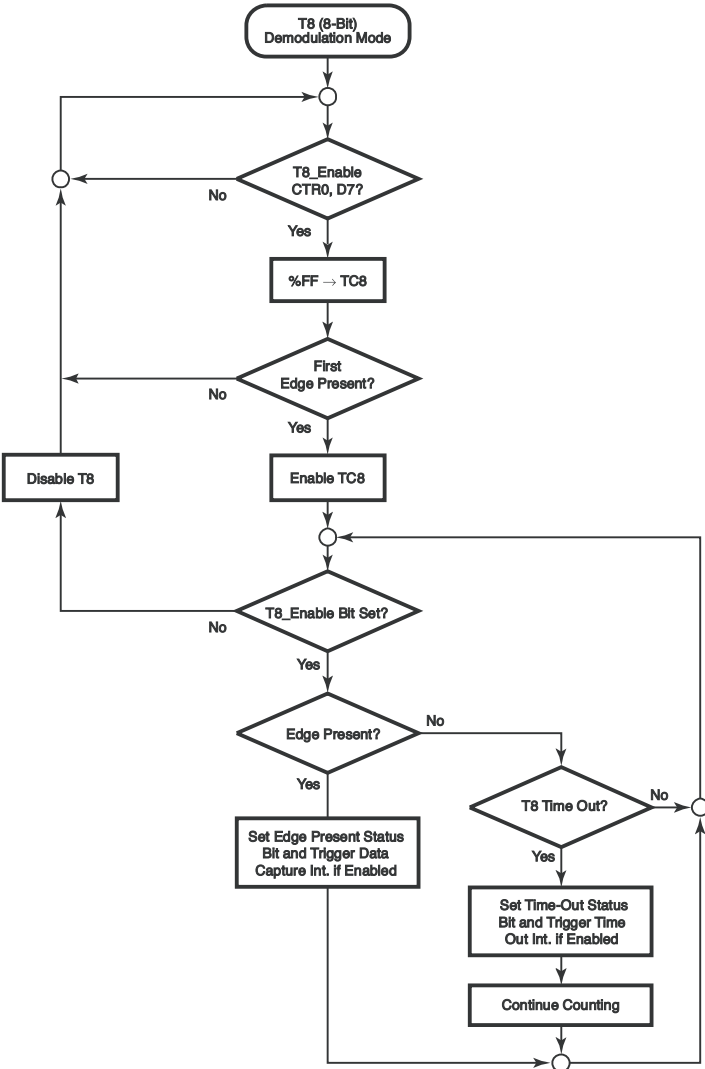 T8 (8-Bit)
Demodulation Mode
T8_Enable
CTR0, D7?
No
Yes
%FF → TC8
First
Edge Present?
No
Yes
Disable T8
Enable TC8
T8_Enable Bit Set?
No
Yes
Edge Present?
No
Yes
T8 Time Out?
No
Yes
Set Edge Present Status
Bit and Trigger Data
Capture Int. if Enabled
Set Time-Out Status
Bit and Trigger Time
Out Int. if Enabled
Continue Counting